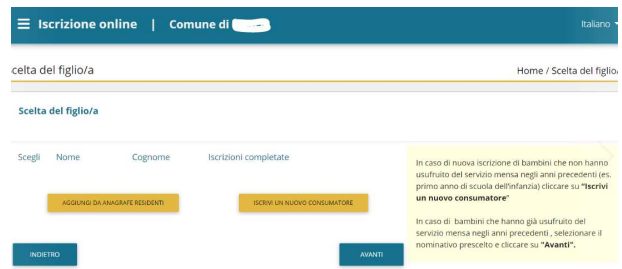 Iscrizione online | Comune di
Italiano
celta del figlio/a
Home / Scelta del figlio/
Scelta del figlio/a
Scegli Nome Cognome Iscrizioni completate
AGGIUNGI DA ANAGRAFE RESIDENTI
ISCRIVI UN NUOVO CONSUMATORE
INDIETRO
AVANTI
In caso di nuova iscrizione di bambini che non hanno
usufruito del servizio mensa negli anni precedenti (es.
primo anno di scuola dell'infanzia) cliccare su "Iscrivi
un nuovo consumatore"
In caso di bambini che hanno già usufruito del
servizio mensa negli anni precedenti , selezionare il
nominativo prescelto e cliccare su "Avanti".